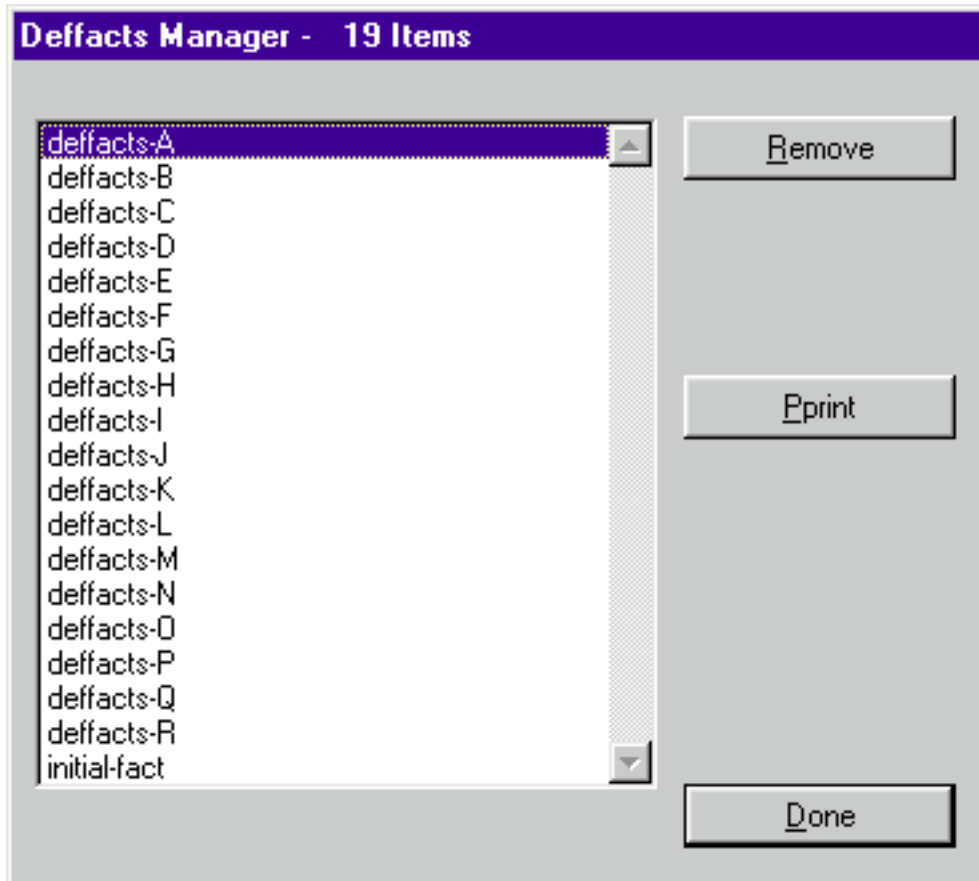 Deffacts Manager -   19 Items
deffacts-A
deffacts-B
deffacts-C
deffacts-D
deffacts-E
deffacts-F
deffacts-G
deffacts-H
deffacts-I
deffacts-J
deffacts-K
deffacts-L
deffacts-M
deffacts-N
deffacts-O
deffacts-P
deffacts-Q
deffacts-R
initial-fact
Remove
Pprint
Done